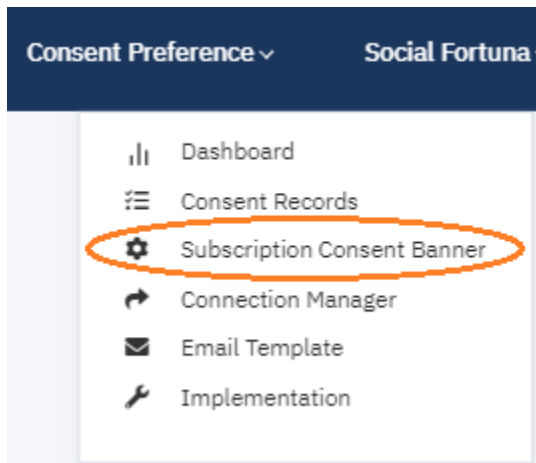 Consent Preference Social Fortuna
Dashboard
Consent Records
Subscription Consent Banner
Connection Manager
Email Template
Implementation